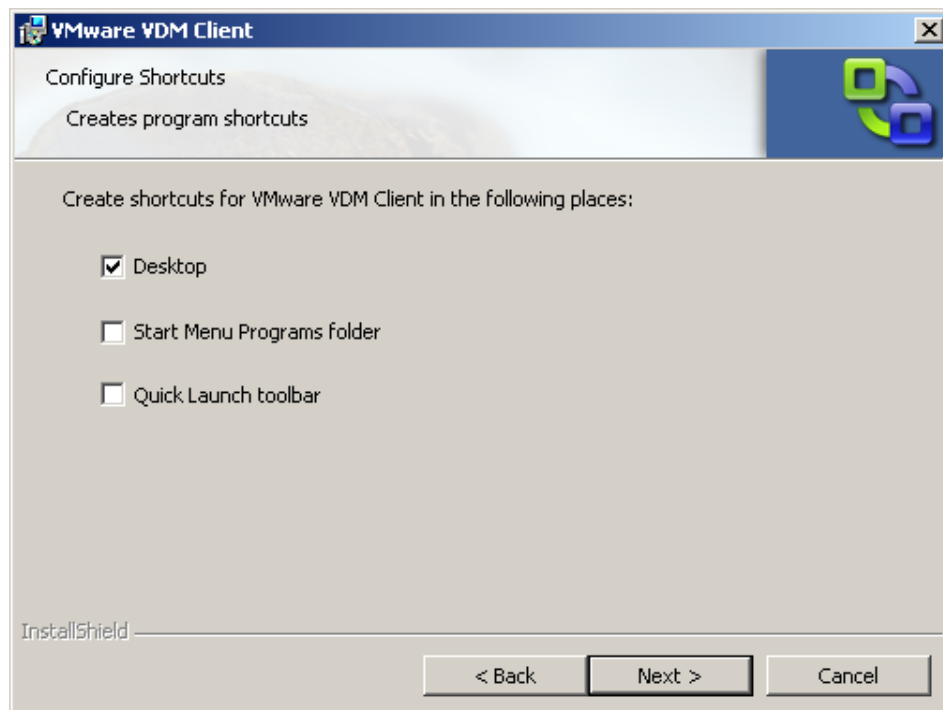 VMware VDM Client
Configure Shortcuts
Creates program shortcuts
Create shortcuts for VMware VDM Client in the following places:
Desktop
Start Menu Programs folder
Quick Launch toolbar
InstallShield
< Back
Next >
Cancel